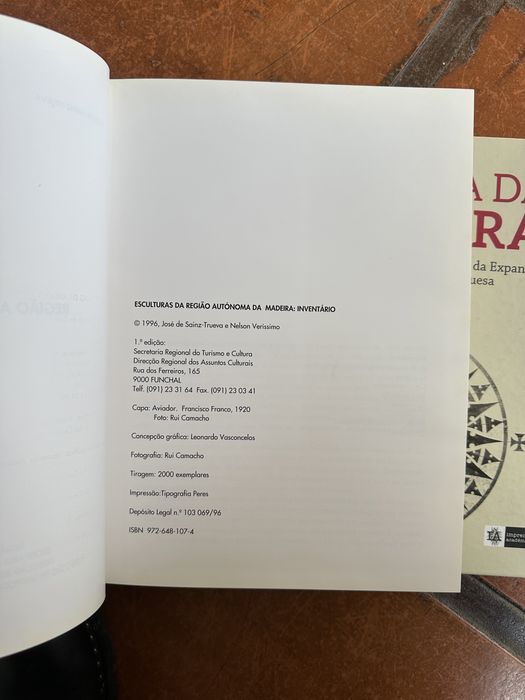 ESCULTURAS DA REGIÃO AUTÓNOMA DA MADEIRA: INVENTÁRIO
© 1996, José de Sainz-Trueva e Nelson Veríssimo
1.ª edição:
Secretaria Regional do Turismo e Cultura
Direcção Regional dos Assuntos Culturais
Rua dos Ferreiros, 165
9000 FUNCHAL
Telf. (091) 23 31 64 Fax. (091) 23 03 41
Capa: Aviador. Francisco Franco, 1920
Foto: Rui Camacho
Concepção gráfica: Leonardo Vasconcelos
Fotografia: Rui Camacho
Tiragem: 2000 exemplares
Impressão:Tipografia Peres
Depósito Legal n.º 103 069/96
ISBN 972-648-107-4
A DA
RA
da Expan
uesa
IA
impren
académ